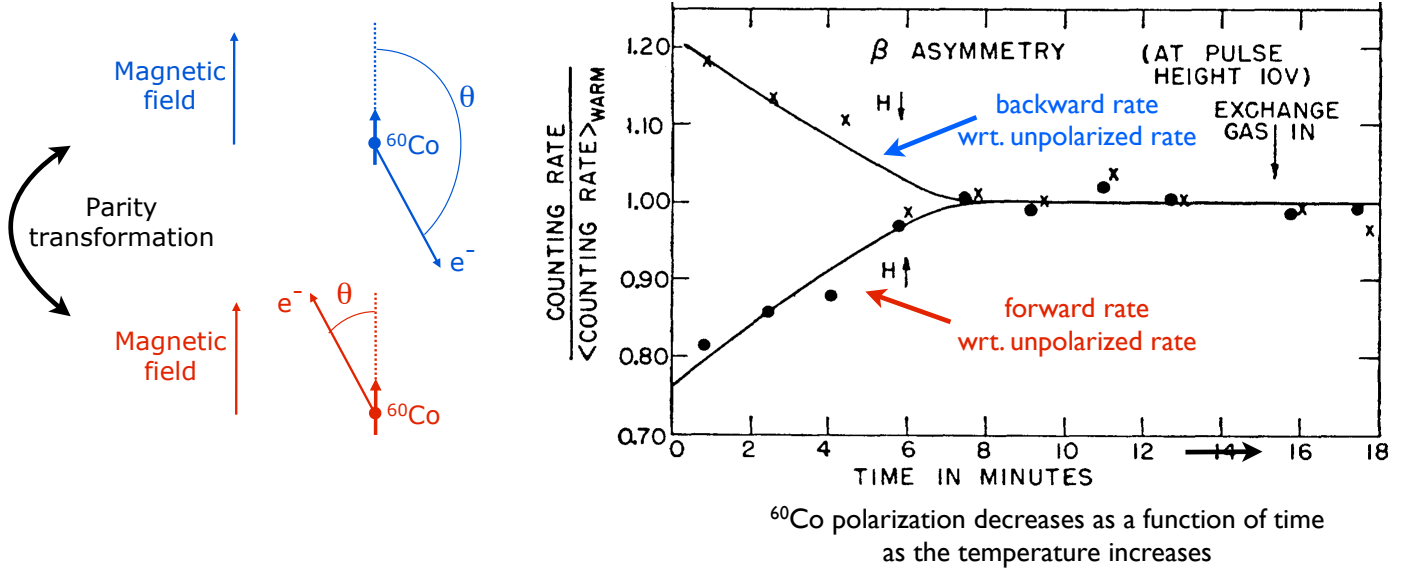 Magnetic
field
θ
⁶⁰Co
e⁻
Parity
transformation
e⁻
θ
Magnetic
field
⁶⁰Co
COUNTING RATE
<COUNTING RATE>WARM
1.20
1.10
1.00
0.90
0.80
0.70
β ASYMMETRY
(AT PULSE
HEIGHT 10V)
H
backward rate
wrt. unpolarized rate
EXCHANGE
GAS IN
H
forward rate
wrt. unpolarized rate
0 2 4 6 8 10 12 14 16 18
TIME IN MINUTES
⁶⁰Co polarization decreases as a function of time
as the temperature increases